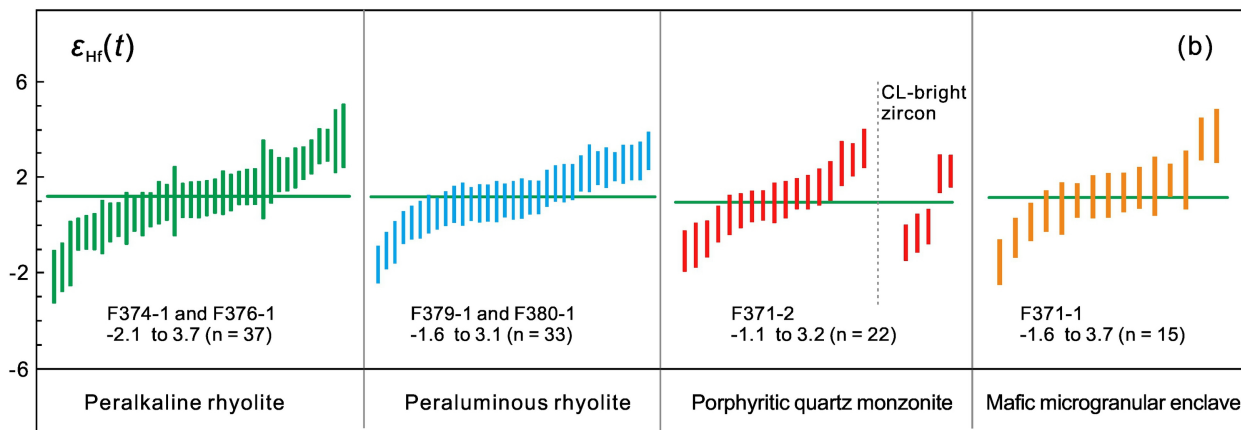 εHf(t)
(b)
6
2
-2
-6
CL-bright
zircon
F374-1 and F376-1
-2.1 to 3.7 (n = 37)
F379-1 and F380-1
-1.6 to 3.1 (n = 33)
F371-2
-1.1 to 3.2 (n = 22)
F371-1
-1.6 to 3.7 (n = 15)
Peralkaline rhyolite
Peraluminous rhyolite
Porphyritic quartz monzonite
Mafic microgranular enclave